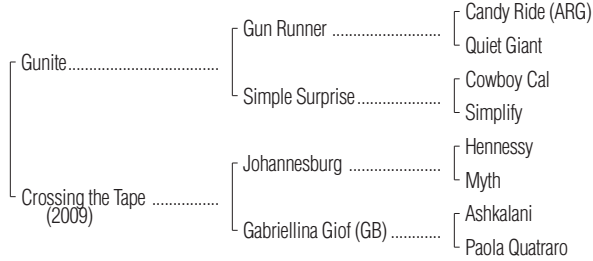 Candy Ride (ARG)
Gun Runner ........................
Quiet Giant
Gunite..................................
Cowboy Cal
Simple Surprise..................
Simplify
Hennessy
Johannesburg ....................
Myth
Crossing the Tape ...............
(2009)
Ashkalani
Gabriellina Giof (GB) ...........
Paola Quatraro